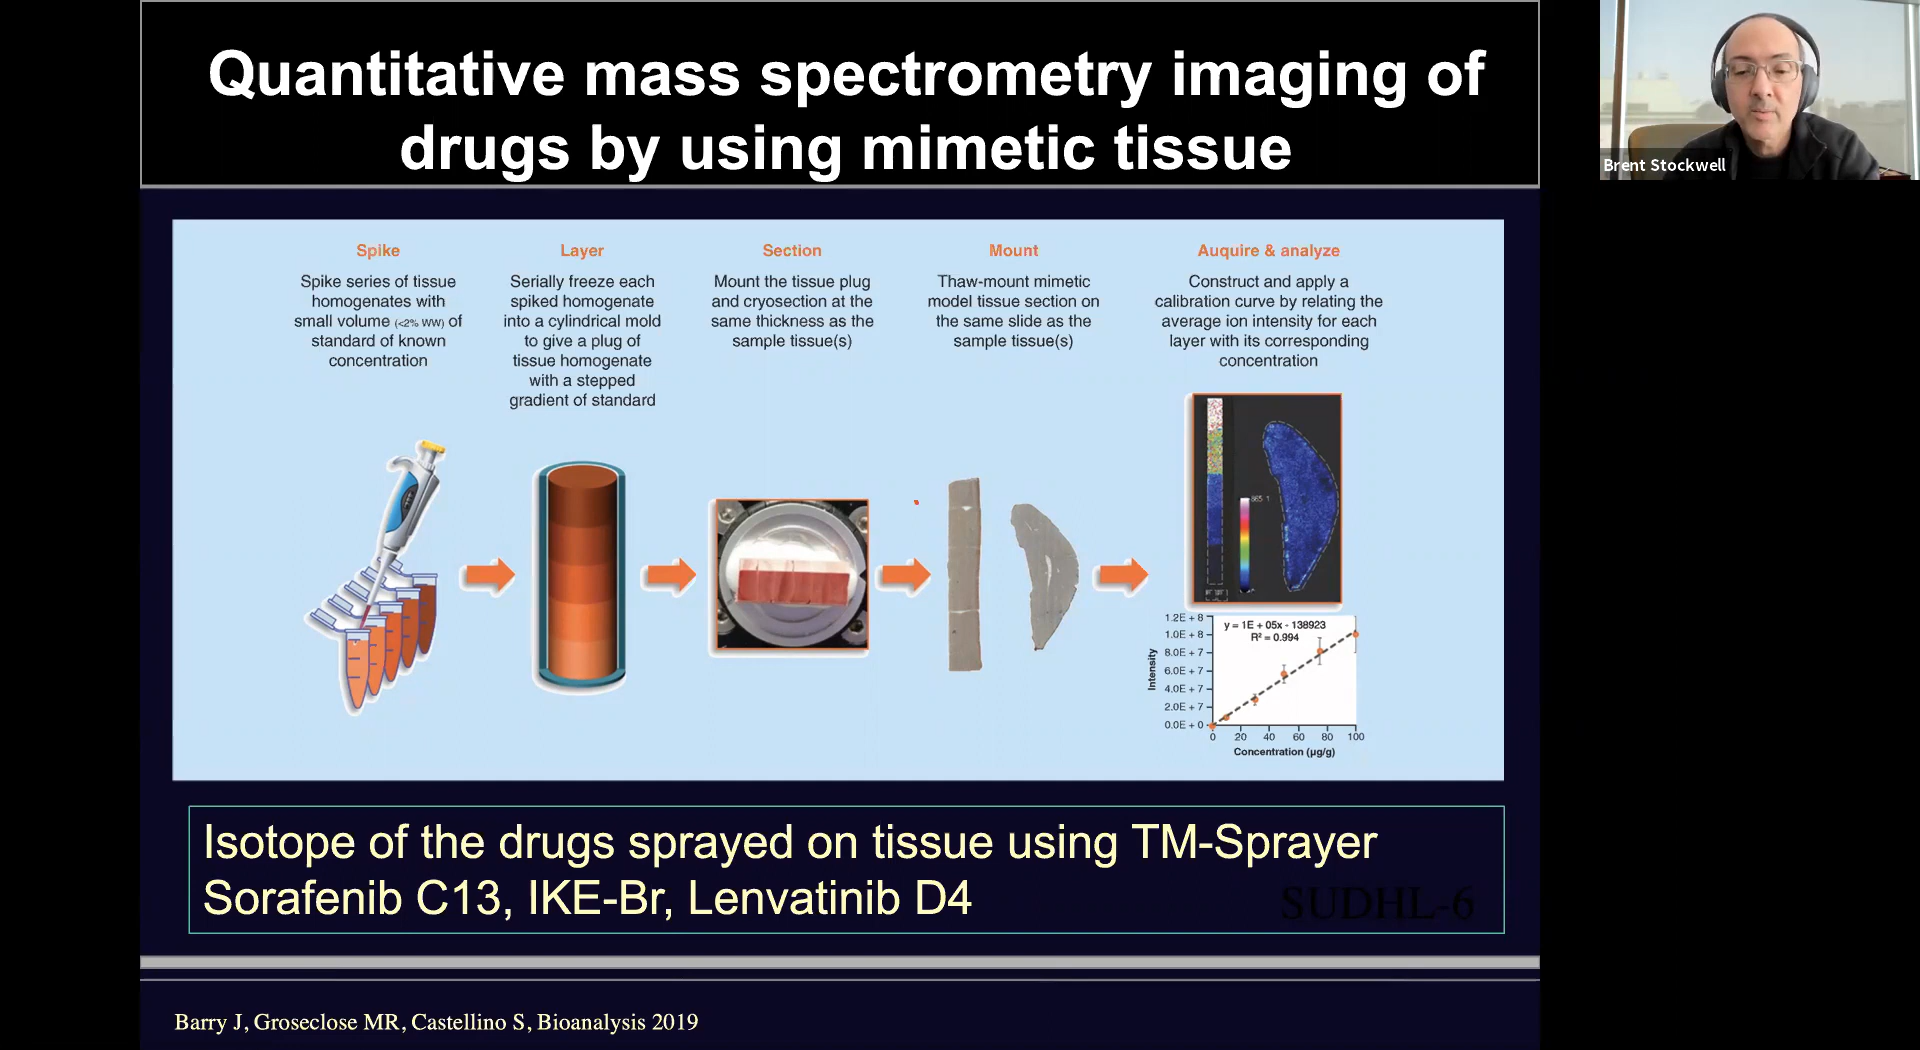 Quantitative mass spectrometry imaging of
drugs by using mimetic tissue
Brent Stockwell
Spike
Spike series of tissue
homogenates with
small volume (<2% WW) of
standard of known
concentration
Layer
Serially freeze each
spiked homogenate
into a cylindrical mold
to give a plug of
tissue homogenate
with a stepped
gradient of standard
Section
Mount the tissue plug
and cryosection at the
same thickness as the
sample tissue(s)
Mount
Thaw-mount mimetic
model tissue section on
the same slide as the
sample tissue(s)
Auquire & analyze
Construct and apply a
calibration curve by relating the
average ion intensity for each
layer with its corresponding
concentration
1.2E + 8
1.0E + 8
8.0E + 7
6.0E + 7
4.0E + 7
2.0E + 7
0.0E + 0
Intensity
y = 1E + 05x - 138923
R² = 0.994
0 20 40 60 80 100
Concentration (µg/g)
Isotope of the drugs sprayed on tissue using TM-Sprayer
Sorafenib C13, IKE-Br, Lenvatinib D4
SUDHL-6
Barry J, Groseclose MR, Castellino S, Bioanalysis 2019